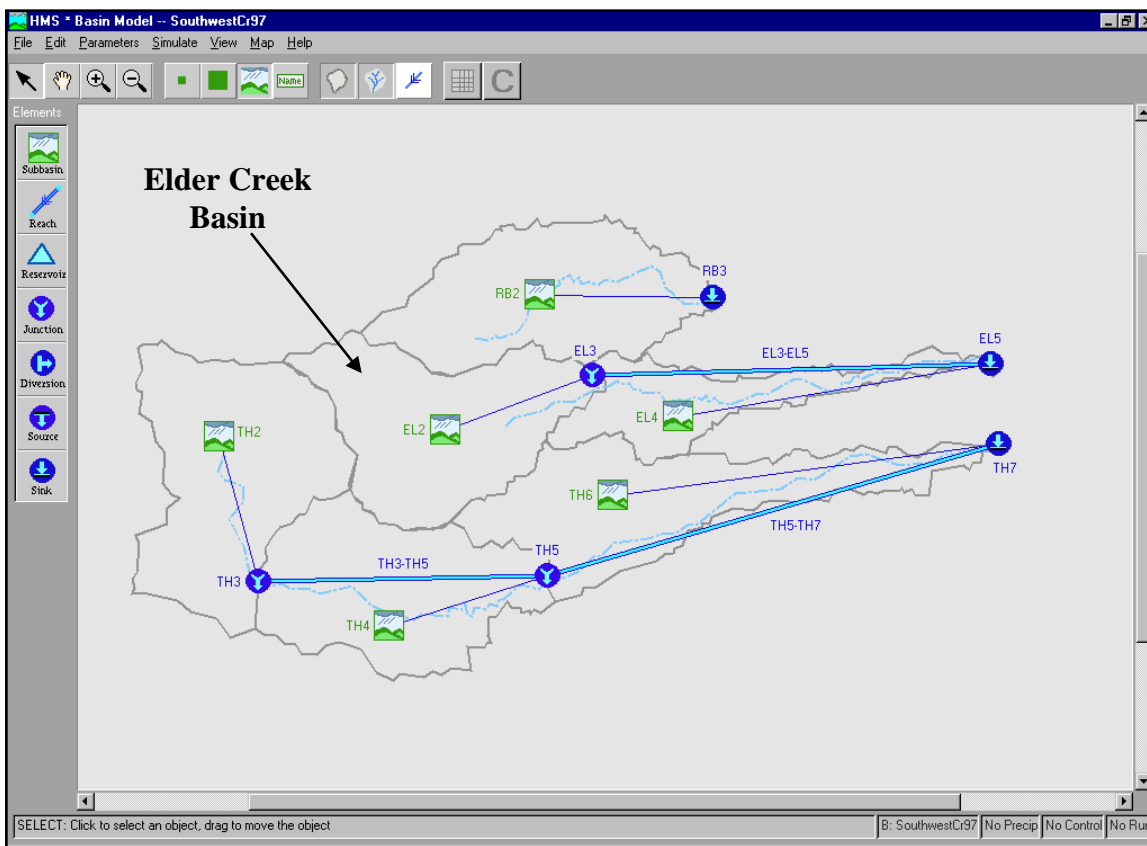 HMS * Basin Model -- SouthwestCr97
File Edit Parameters Simulate View Map Help
Name
C
Elements
Subbasin
Reach
Reservoir
Junction
Diversion
Source
Sink
Elder Creek
Basin
RB3
RB2
EL3
EL3-EL5
EL5
EL2
EL4
TH2
TH7
TH6
TH5-TH7
TH5
TH3-TH5
TH3
TH4
SELECT: Click to select an object, drag to move the object
B: SouthwestCr97 No Precip No Control No Run